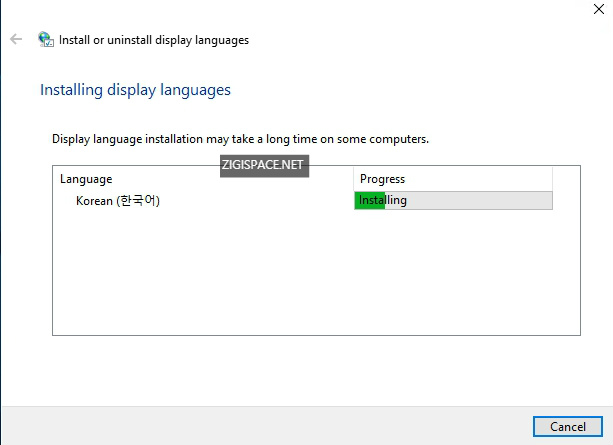 Install or uninstall display languages
Installing display languages
Display language installation may take a long time on some computers.
ZIGISPACE.NET
Language Progress
Korean (한국어) Installing
Cancel